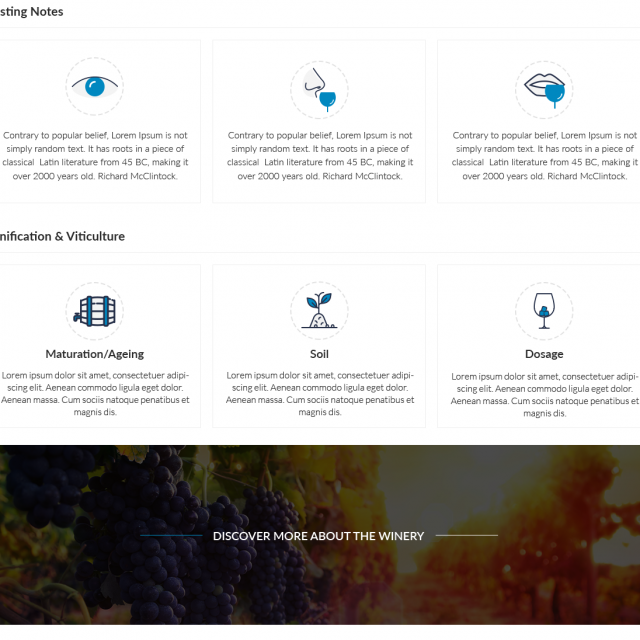 sting Notes
Contrary to popular belief, Lorem Ipsum is not
simply random text. It has roots in a piece of
classical Latin literature from 45 BC, making it
over 2000 years old. Richard McClintock.
Contrary to popular belief, Lorem Ipsum is not
simply random text. It has roots in a piece of
classical Latin literature from 45 BC, making it
over 2000 years old. Richard McClintock.
Contrary to popular belief, Lorem Ipsum is not
simply random text. It has roots in a piece of
classical Latin literature from 45 BC, making it
over 2000 years old. Richard McClintock.
nification & Viticulture
Maturation/Ageing
Lorem ipsum dolor sit amet, consectetuer adipi-
scing elit. Aenean commodo ligula eget dolor.
Aenean massa. Cum sociis natoque penatibus et
magnis dis.
Soil
Lorem ipsum dolor sit amet, consectetuer adipi-
scing elit. Aenean commodo ligula eget dolor.
Aenean massa. Cum sociis natoque penatibus et
magnis dis.
Dosage
Lorem ipsum dolor sit amet, consectetuer adipi-
scing elit. Aenean commodo ligula eget dolor.
Aenean massa. Cum sociis natoque penatibus et
magnis dis.
DISCOVER MORE ABOUT THE WINERY